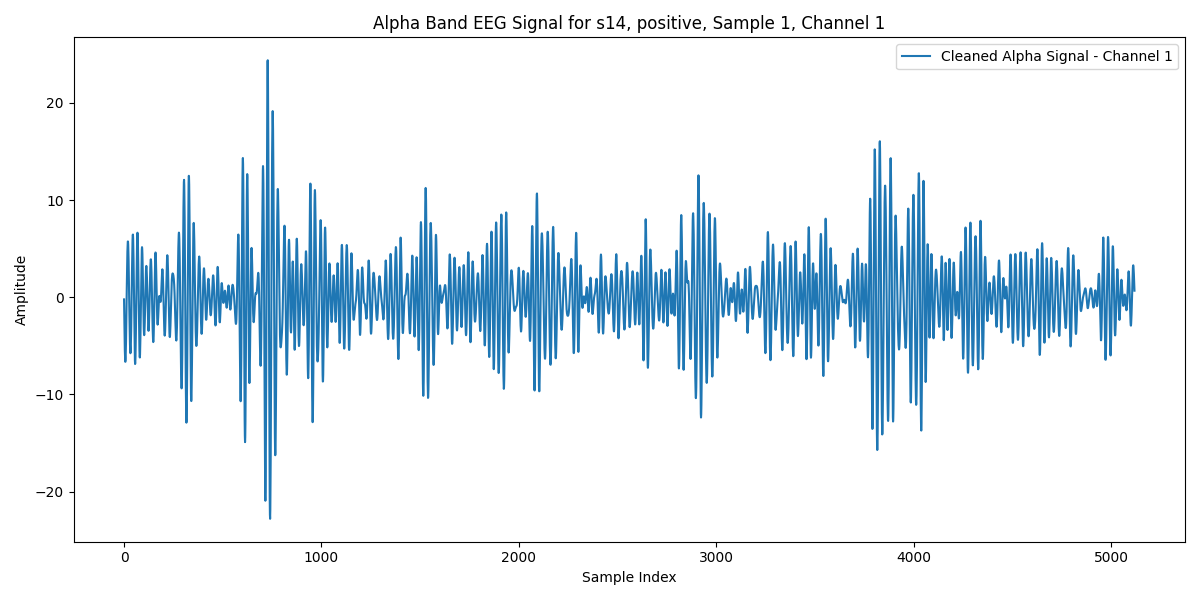 Alpha Band EEG Signal for s14, positive, Sample 1, Channel 1
Cleaned Alpha Signal - Channel 1
Amplitude
20
10
0
−10
−20
0 1000 2000 3000 4000 5000
Sample Index